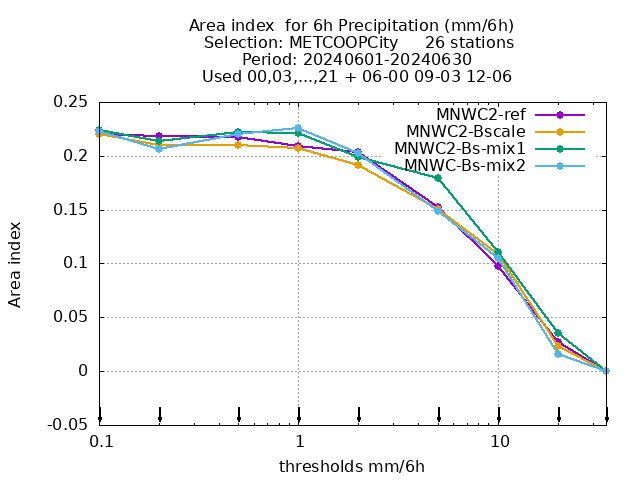 Area index  for 6h Precipitation (mm/6h)
Selection: METCOOPCity     26 stations
Period: 20240601-20240630
Used 00,03,...,21 + 06-00 09-03 12-06
MNWC2-ref
MNWC2-Bscale
MNWC2-Bs-mix1
MNWC-Bs-mix2
Area index
0.25
0.2
0.15
0.1
0.05
0
-0.05
0.1 1 10
thresholds mm/6h